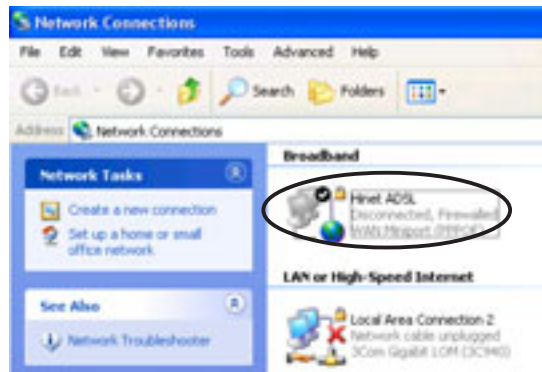 Network Connections
File Edit View Favorites Tools Advanced Help
Back Search Folders
Address Network Connections
Network Tasks
Create a new connection
Set up a home or small
office network
See Also
Network Troubleshooter
Broadband
Hinet ADSL
Disconnected, Firewalled
WAN Miniport (PPPOE)
LAN or High-Speed Internet
Local Area Connection 2
Network cable unplugged
3Com Gigabit LOM (3C940)